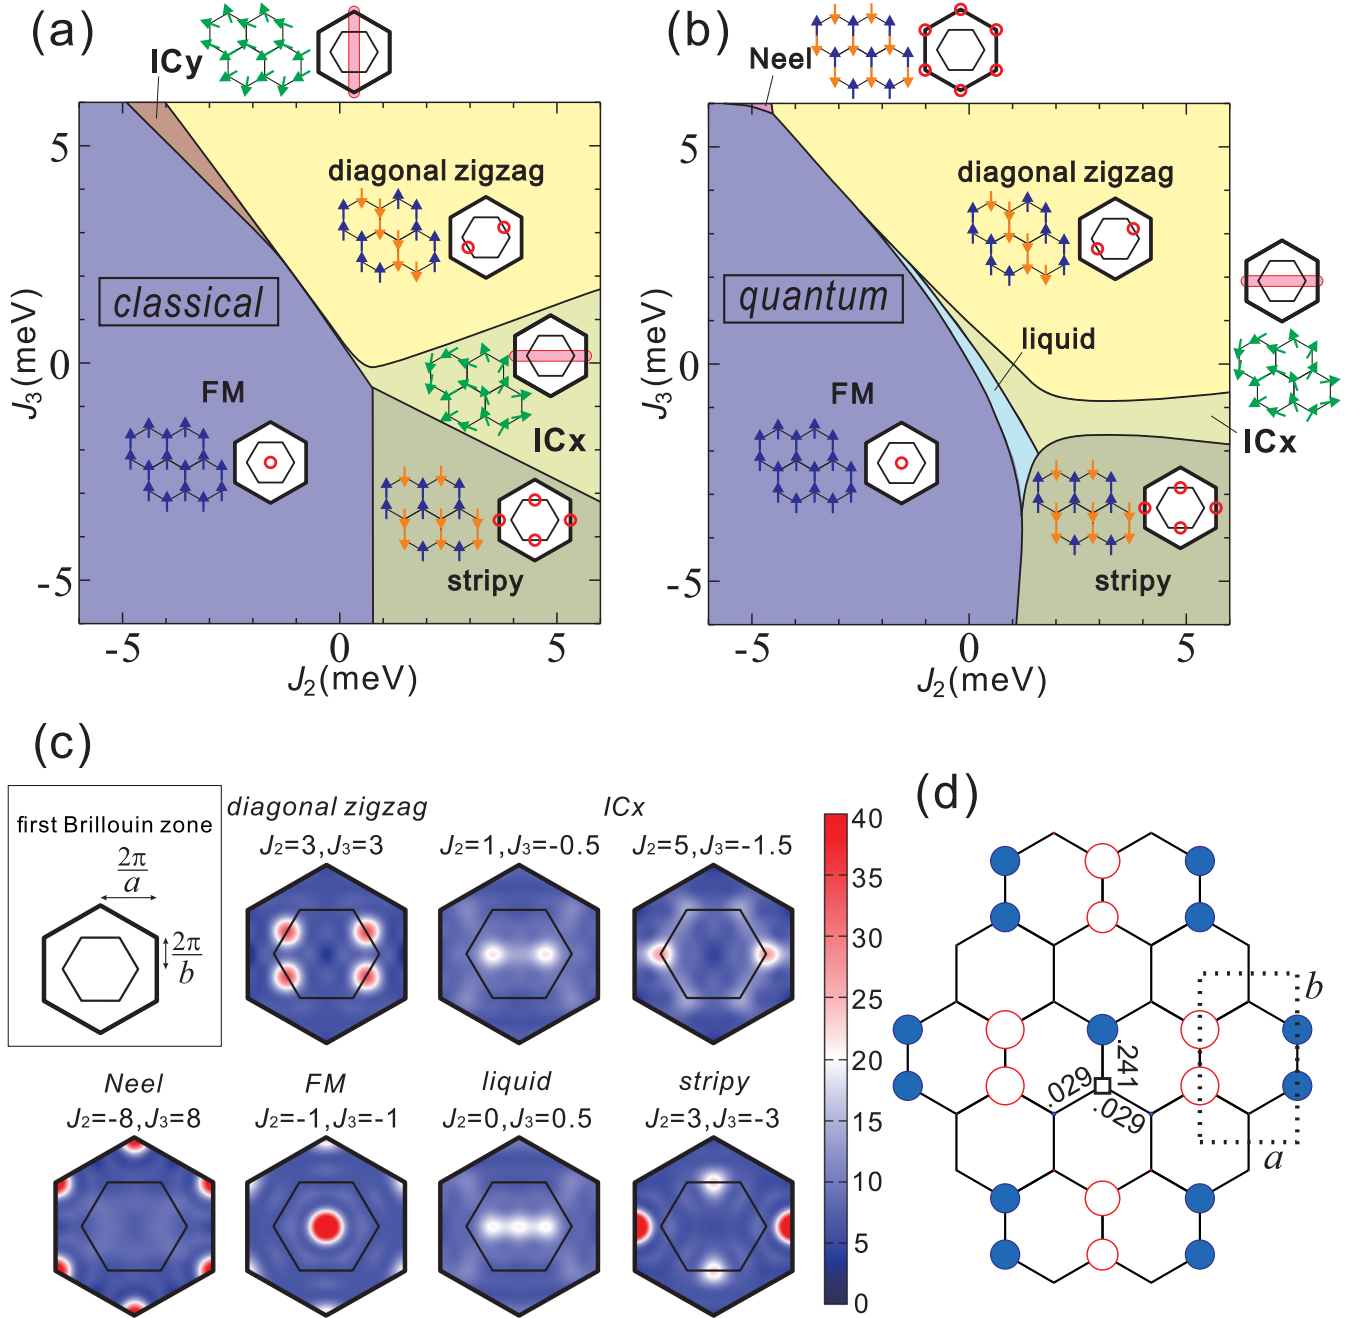 (a)
ICy
5
0
-5
J3(meV)
diagonal zigzag
classical
FM
ICx
stripy
-5
0
5
J2(meV)
(b)
Neel
5
0
-5
J3(meV)
diagonal zigzag
quantum
liquid
FM
ICx
stripy
-5
0
5
J2(meV)
(c)
first Brillouin zone
2π
a
2π
b
diagonal zigzag
J2=3,J3=3
ICx
J2=1,J3=-0.5
J2=5,J3=-1.5
Neel
J2=-8,J3=8
FM
J2=-1,J3=-1
liquid
J2=0,J3=0.5
stripy
J2=3,J3=-3
40
35
30
25
20
15
10
5
0
(d)
.241
.029
.029
b
a